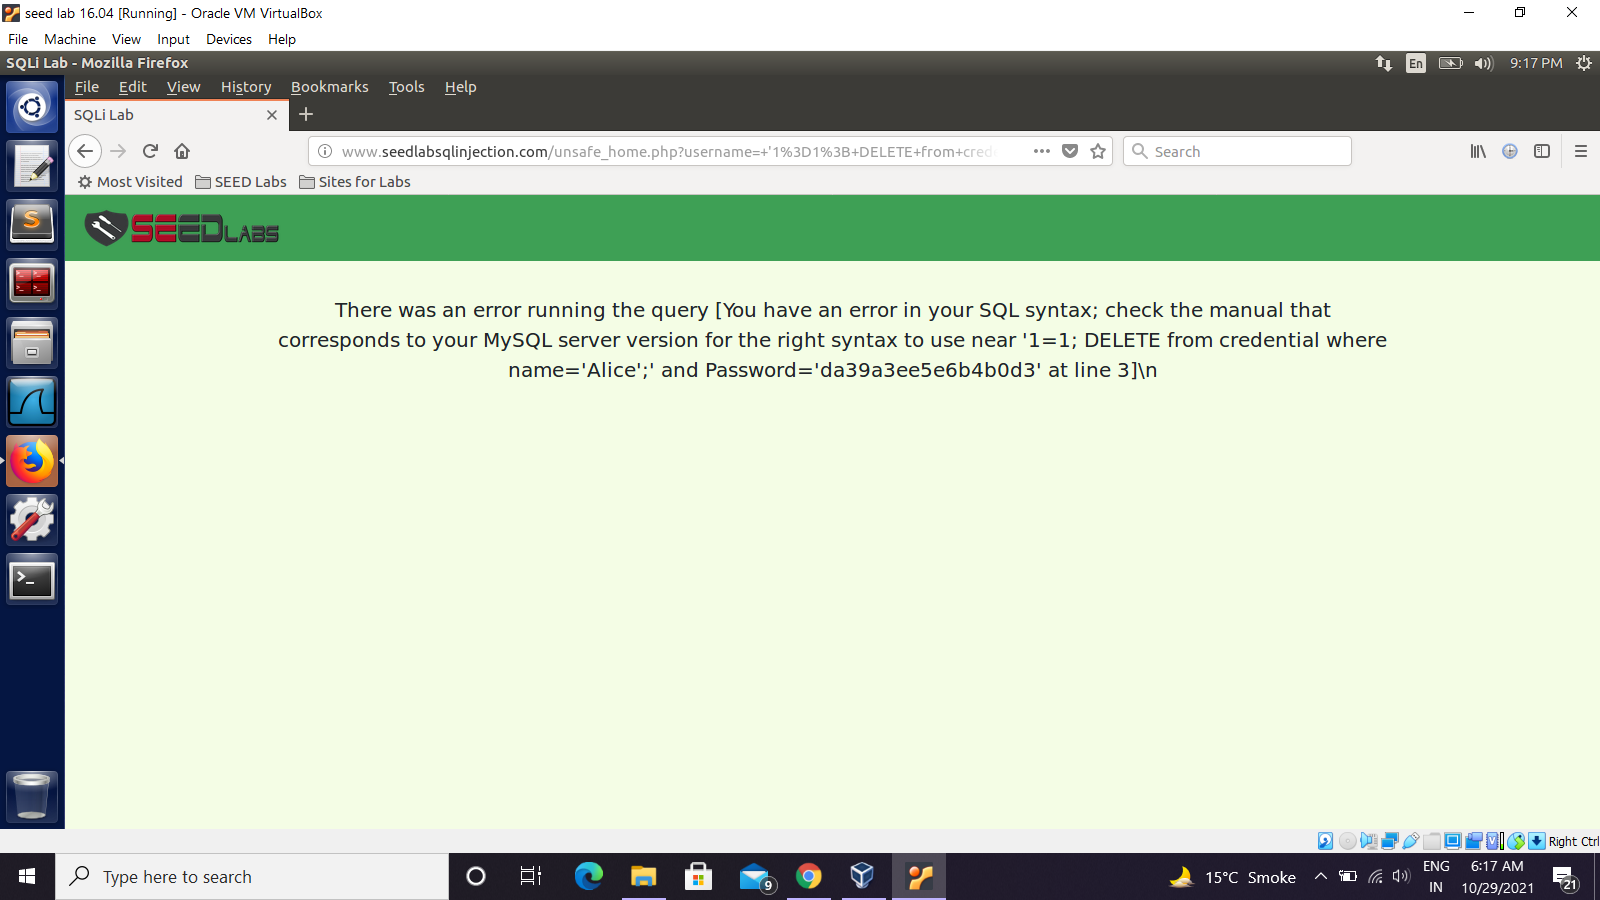 seed lab 16.04 [Running] - Oracle VM VirtualBox
File Machine View Input Devices Help
SQLi Lab - Mozilla Firefox
En
9:17 PM
File Edit View History Bookmarks Tools Help
SQLi Lab
www.seedlabsqlinjection.com/unsafe_home.php?username=+'1%3D1%3B+DELETE+from+cred
Search
Most Visited SEED Labs Sites for Labs
SEEDLABS
There was an error running the query [You have an error in your SQL syntax; check the manual that
corresponds to your MySQL server version for the right syntax to use near '1=1; DELETE from credential where
name='Alice';' and Password='da39a3ee5e6b4b0d3' at line 3]\n
Right Ctrl
Type here to search
9
15°C Smoke
ENG
IN
6:17 AM
10/29/2021
21